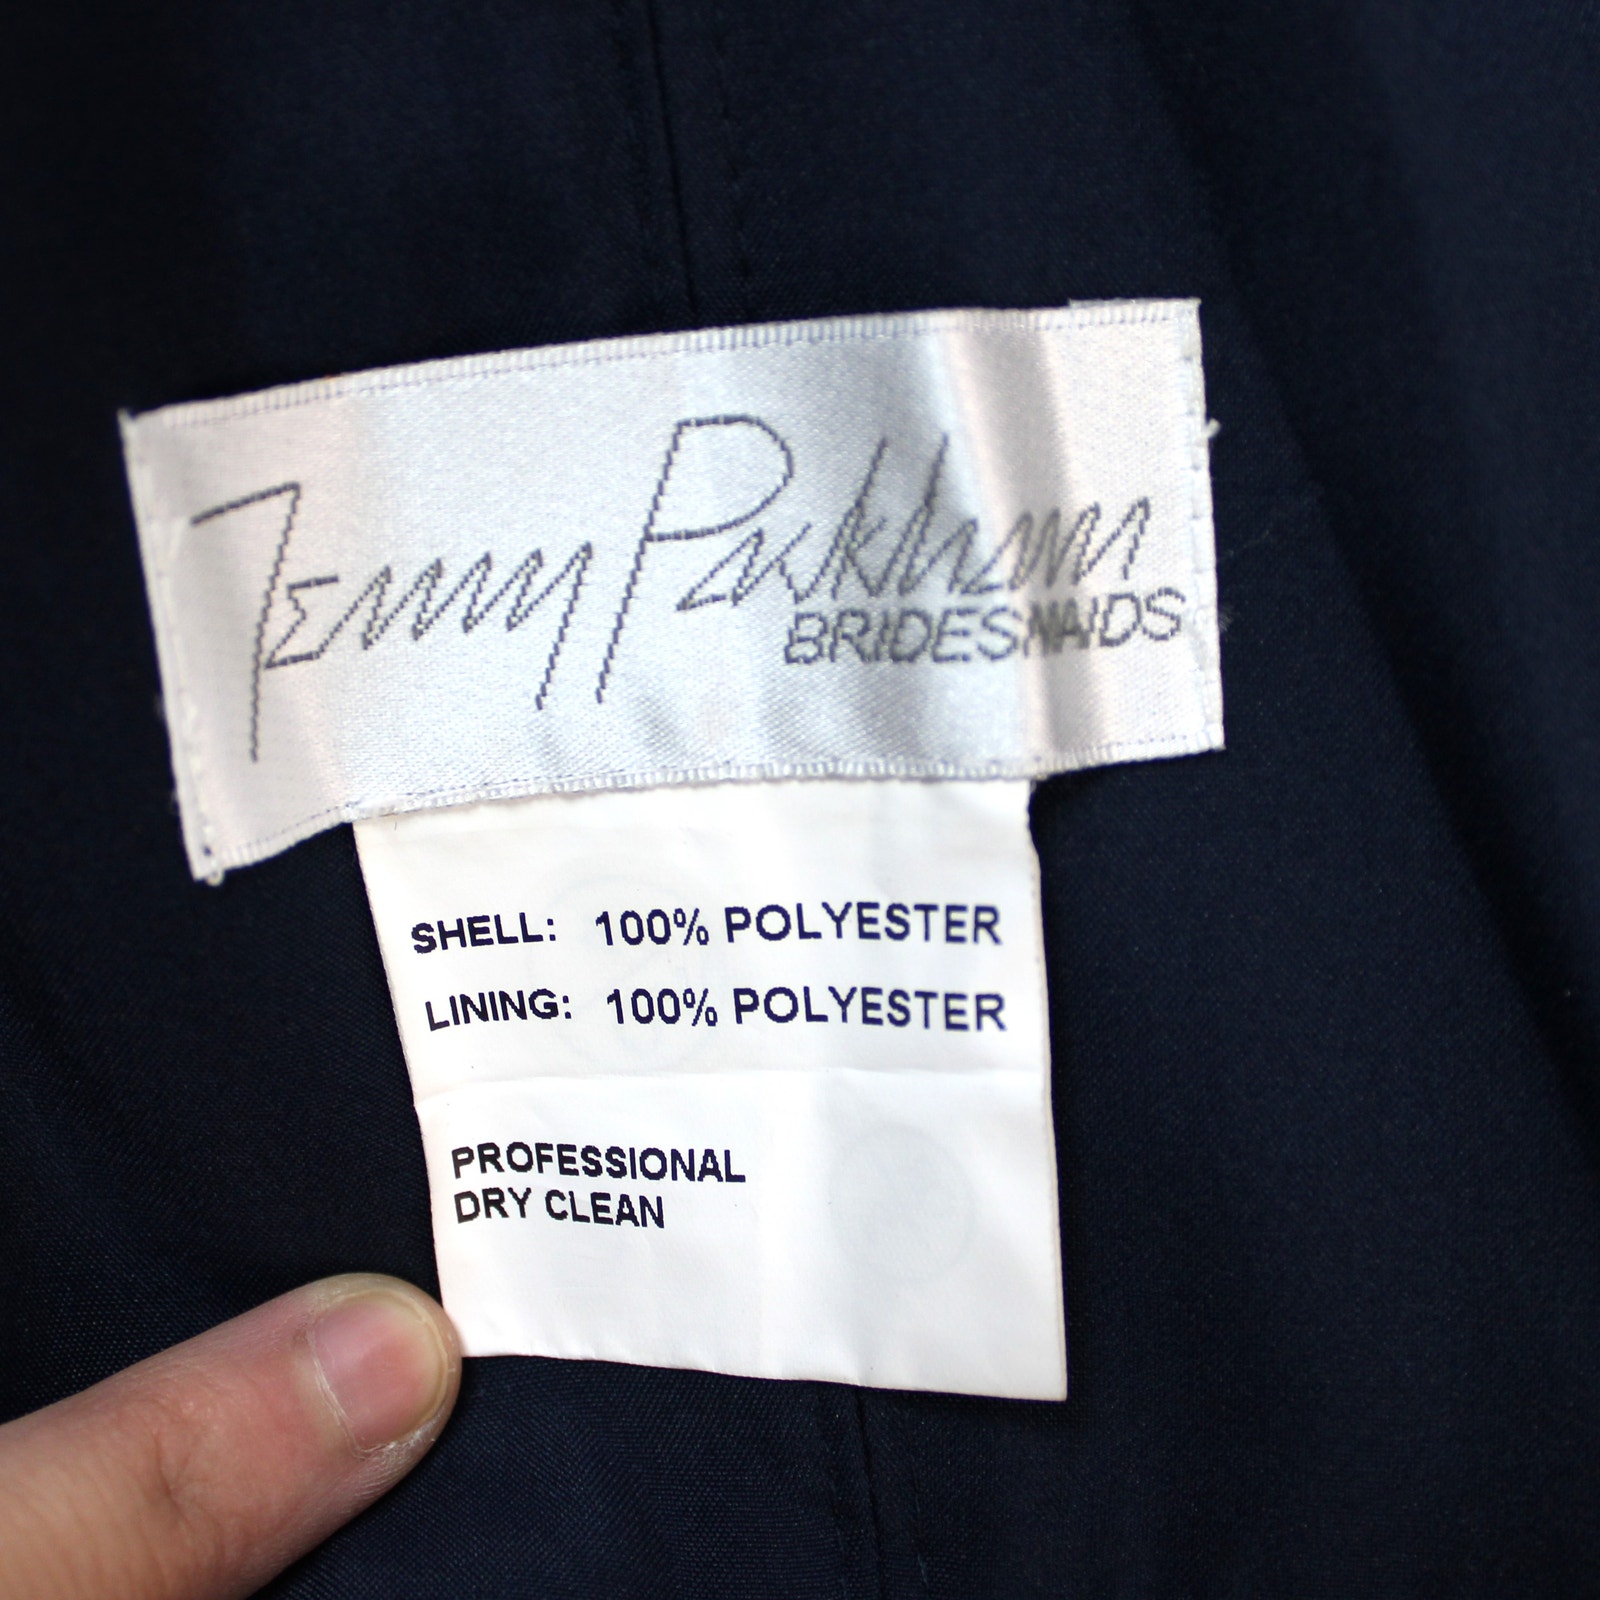 Jenny Packham
BRIDESMAIDS
SHELL: 100% POLYESTER
LINING: 100% POLYESTER
PROFESSIONAL
DRY CLEAN